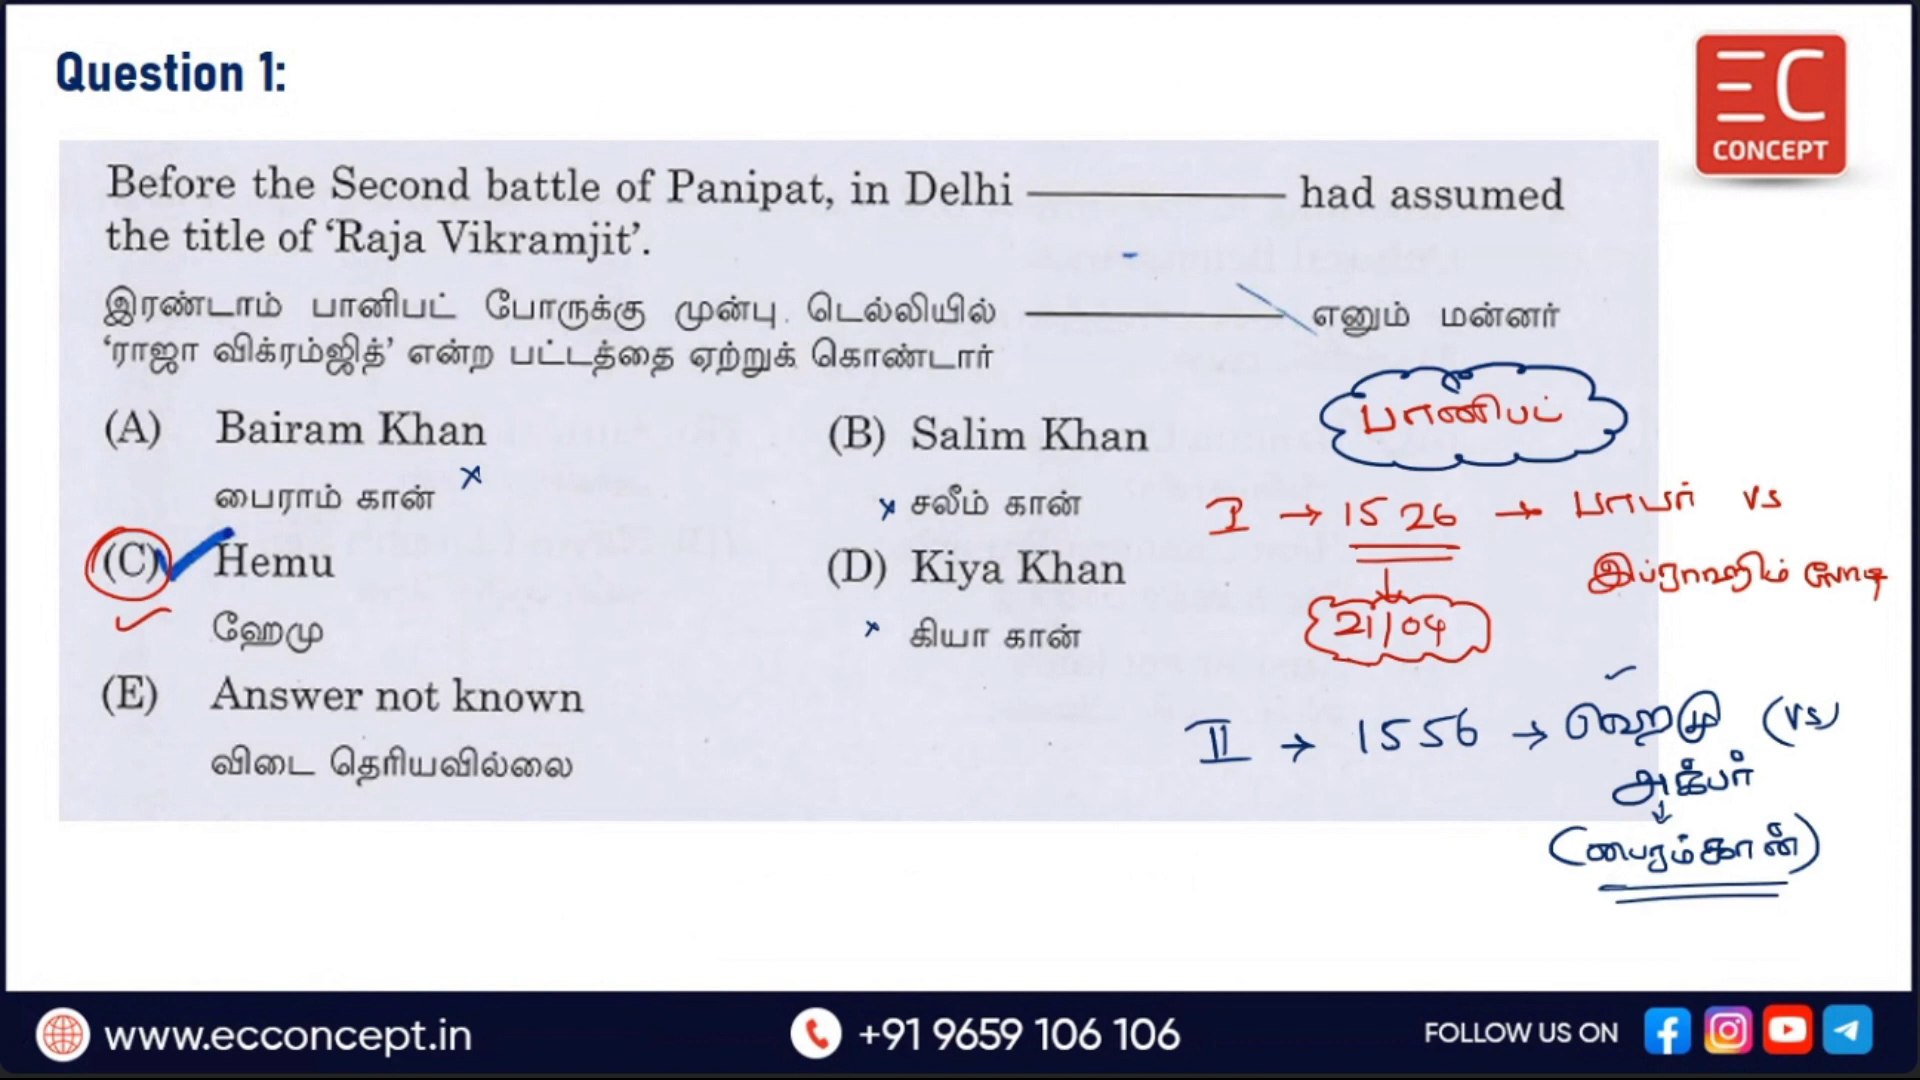 Question 1:
EC
CONCEPT
Before the Second battle of Panipat, in Delhi ———— had assumed
the title of ‘Raja Vikramjit’.
இரண்டாம் பானிபட் போருக்கு முன்பு டெல்லியில் ———— எனும் மன்னர்
‘ராஜா விக்ரம்ஜித்’ என்ற பட்டத்தை ஏற்றுக் கொண்டார்
(A) Bairam Khan
பைராம் கான்
(B) Salim Khan
சலீம் கான்
(C) Hemu
ஹேமு
(D) Kiya Khan
கியா கான்
(E) Answer not known
விடை தெரியவில்லை
பானிபட்
I → 1526 → பாபர் vs
இப்ராஹிம் லோடி
21/04
II → 1556 → ஹெமு (vs)
அக்பர்
(பைரம்கான்)
www.ecconcept.in
+91 9659 106 106
FOLLOW US ON